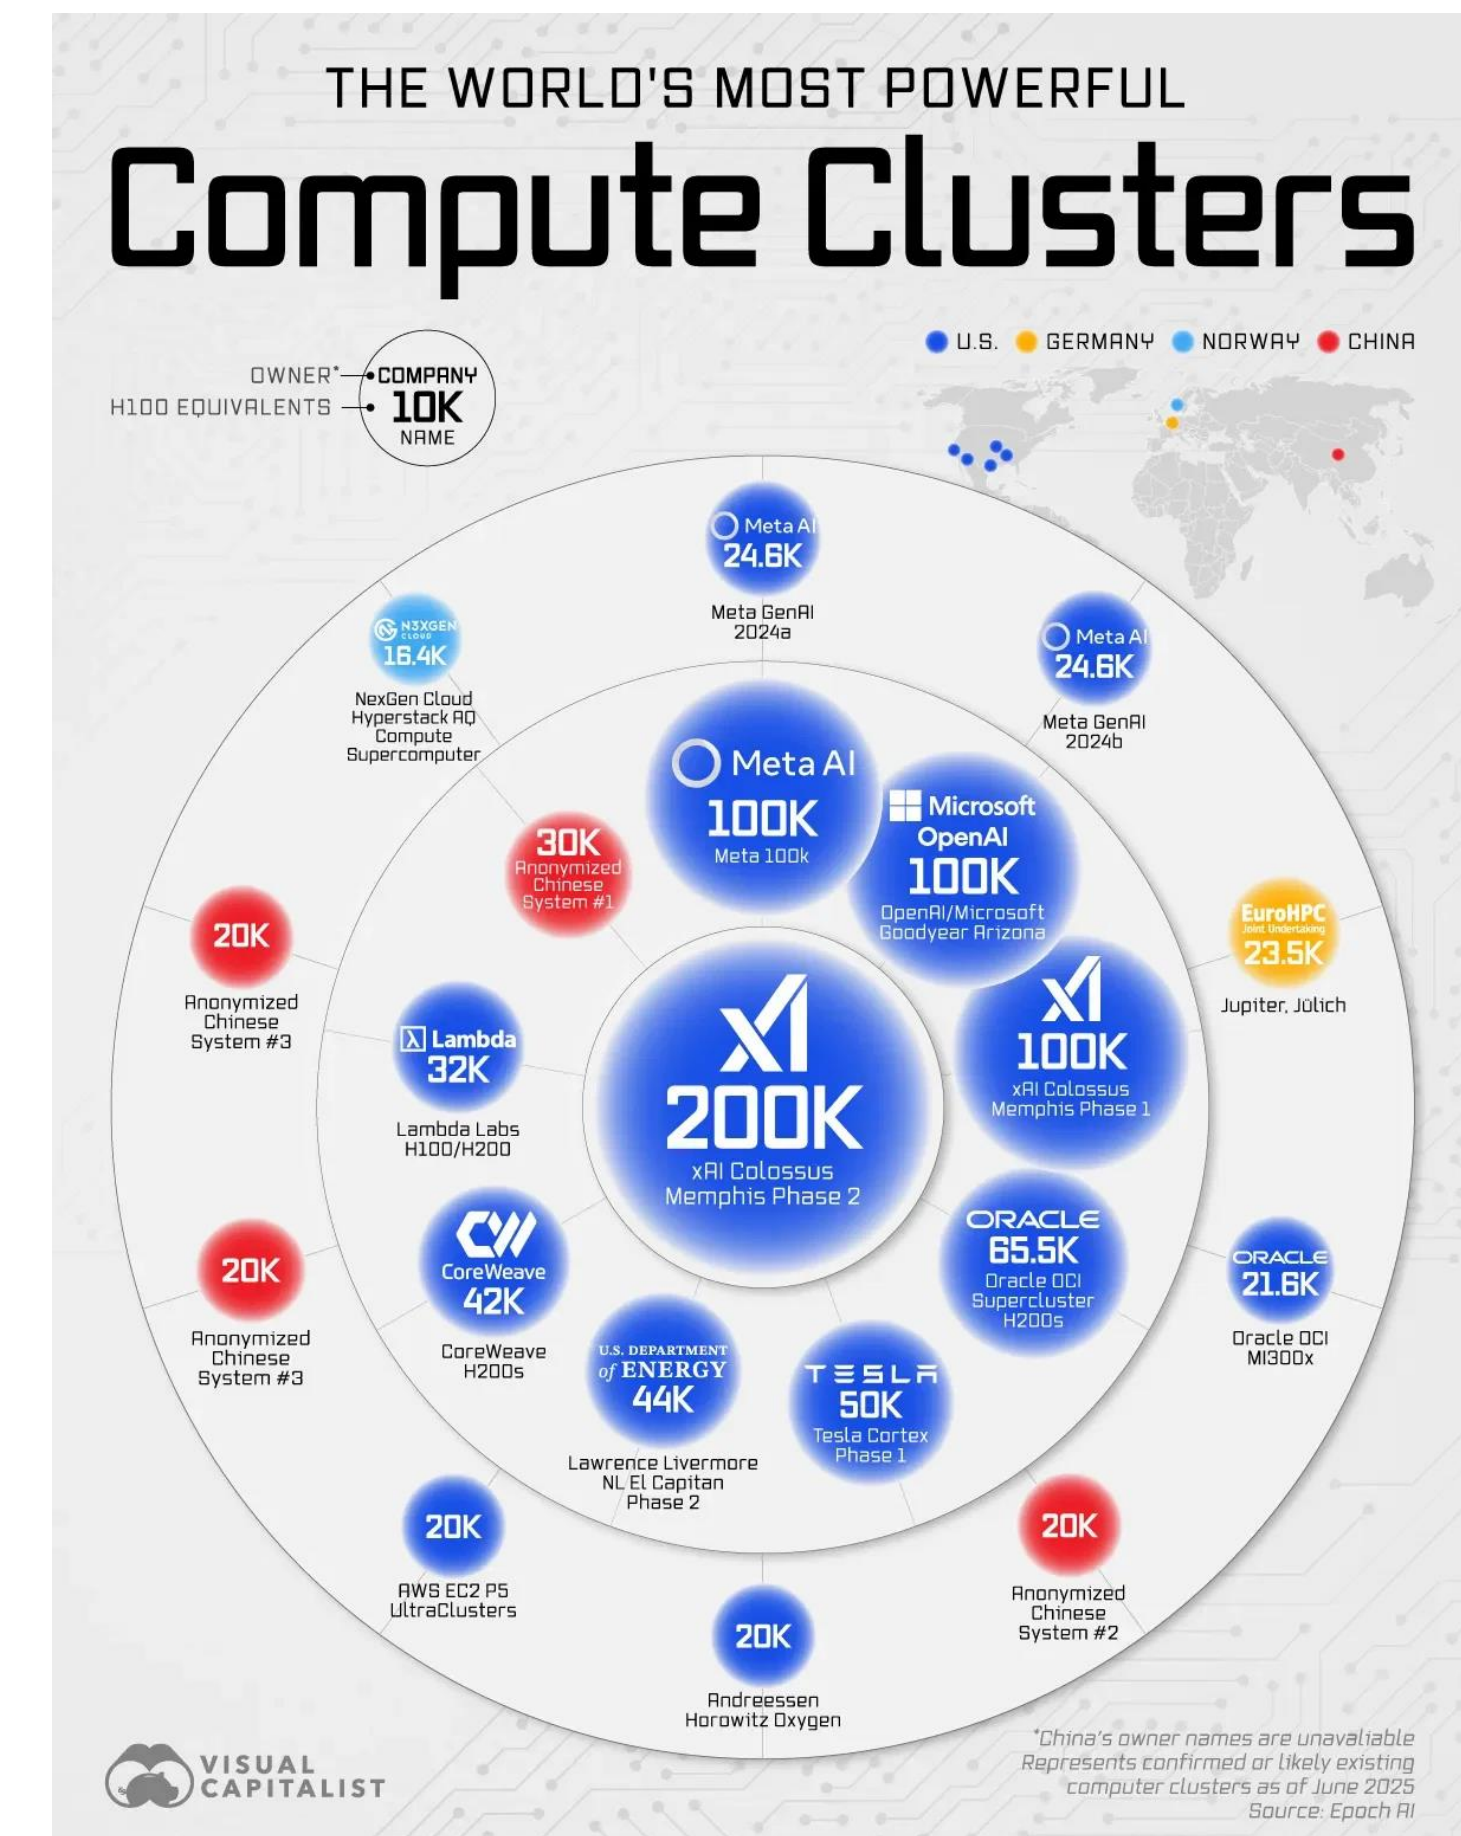 THE WORLD'S MOST POWERFUL
Compute Clusters
U.S.
GERMANY
NORWAY
CHINA
OWNER*
H100 EQUIVALENTS
COMPANY
10K
NAME
Meta AI
24.6K
Meta GenAI
2024a
Meta AI
24.6K
Meta GenAI
2024b
N3XGEN
CLOUD
16.4K
NexGen Cloud
Hyperstack AQ
Compute
Supercomputer
Meta AI
100K
Meta 100k
Microsoft
OpenAI
100K
OpenAI/Microsoft
Goodyear Arizona
30K
Anonymized
Chinese
System #1
20K
Anonymized
Chinese
System #3
EuroHPC
Joint Undertaking
23.5K
Jupiter, Jülich
xAI
200K
xAI Colossus
Memphis Phase 2
xAI
100K
xAI Colossus
Memphis Phase 1
Lambda
32K
Lambda Labs
H100/H200
CoreWeave
42K
CoreWeave
H200s
ORACLE
65.5K
Oracle OCI
Supercluster
H200s
20K
Anonymized
Chinese
System #3
ORACLE
21.6K
Oracle OCI
MI300x
U.S. DEPARTMENT
of ENERGY
44K
Lawrence Livermore
NL El Capitan
Phase 2
TESLA
50K
Tesla Cortex
Phase 1
20K
AWS EC2 P5
UltraClusters
20K
Anonymized
Chinese
System #2
20K
Andreessen
Horowitz Oxygen
VISUAL
CAPITALIST
*China's owner names are unavailable
Represents confirmed or likely existing
computer clusters as of June 2025
Source: Epoch AI